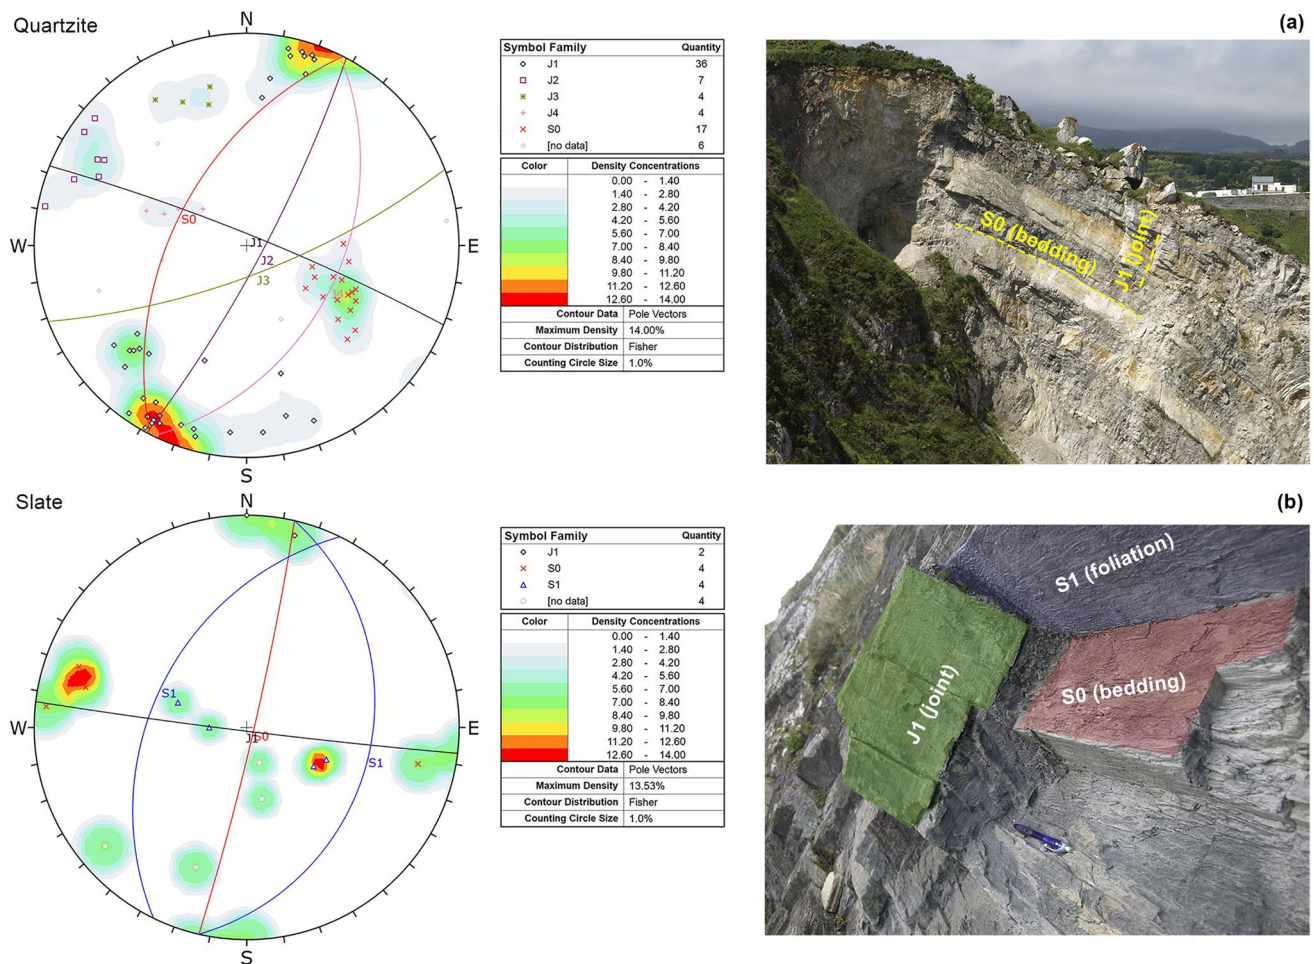 Quartzite
(a)
N
W
E
S
S0
J1
J2
J3
Symbol Family Quantity
J1 36
J2 7
J3 4
J4 4
S0 17
[no data] 6
Color Density Concentrations
0.00 - 1.40
1.40 - 2.80
2.80 - 4.20
4.20 - 5.60
5.60 - 7.00
7.00 - 8.40
8.40 - 9.80
9.80 - 11.20
11.20 - 12.60
12.60 - 14.00
Contour Data Pole Vectors
Maximum Density 14.00%
Contour Distribution Fisher
Counting Circle Size 1.0%
S0 (bedding)
J1 (joint)
Slate
(b)
N
W
E
S
S1
J1
S0
S1
Symbol Family Quantity
J1 2
S0 4
S1 4
[no data] 4
Color Density Concentrations
0.00 - 1.40
1.40 - 2.80
2.80 - 4.20
4.20 - 5.60
5.60 - 7.00
7.00 - 8.40
8.40 - 9.80
9.80 - 11.20
11.20 - 12.60
12.60 - 14.00
Contour Data Pole Vectors
Maximum Density 13.53%
Contour Distribution Fisher
Counting Circle Size 1.0%
S1 (foliation)
J1 (joint)
S0 (bedding)